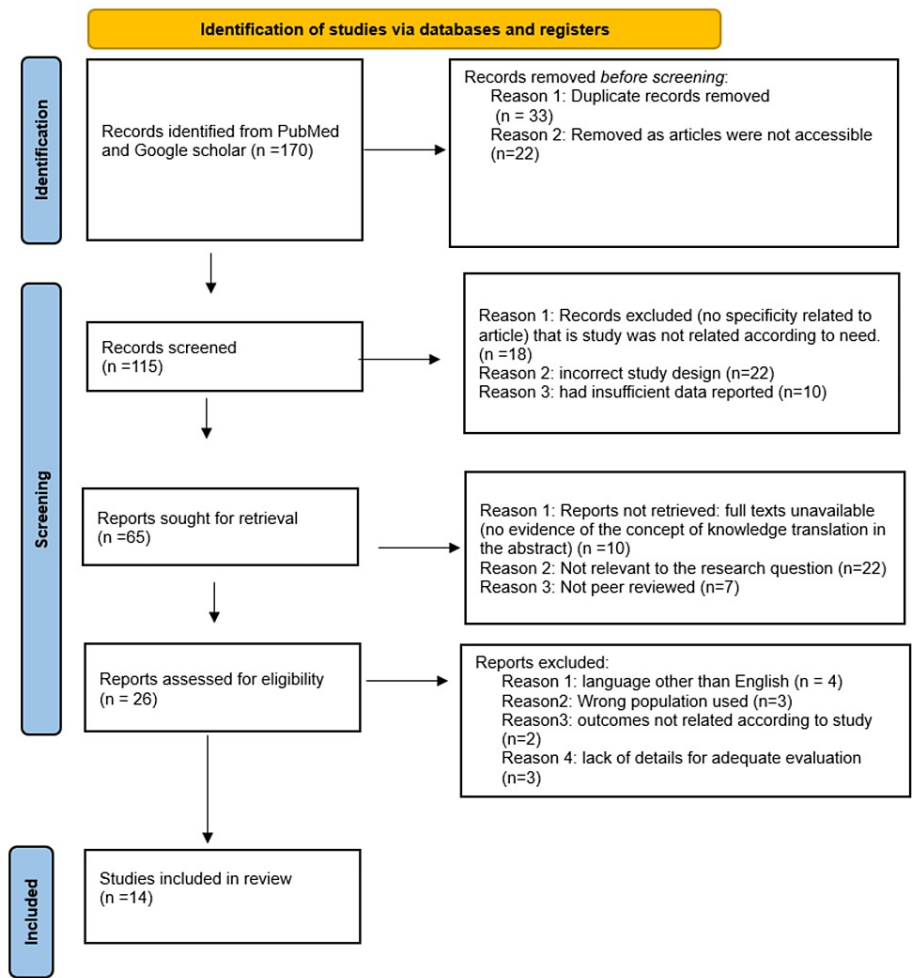 Identification of studies via databases and registers
Identification
Records identified from PubMed
and Google scholar (n =170)
Records removed before screening:
Reason 1: Duplicate records removed
(n = 33)
Reason 2: Removed as articles were not accessible
(n=22)
Screening
Records screened
(n =115)
Reason 1: Records excluded (no specificity related to
article) that is study was not related according to need.
(n =18)
Reason 2: incorrect study design (n=22)
Reason 3: had insufficient data reported (n=10)
Reports sought for retrieval
(n =65)
Reason 1: Reports not retrieved: full texts unavailable
(no evidence of the concept of knowledge translation in
the abstract) (n =10)
Reason 2: Not relevant to the research question (n=22)
Reason 3: Not peer reviewed (n=7)
Reports assessed for eligibility
(n = 26)
Reports excluded:
Reason 1: language other than English (n = 4)
Reason2: Wrong population used (n=3)
Reason3: outcomes not related according to study
(n=2)
Reason 4: lack of details for adequate evaluation
(n=3)
Included
Studies included in review
(n =14)